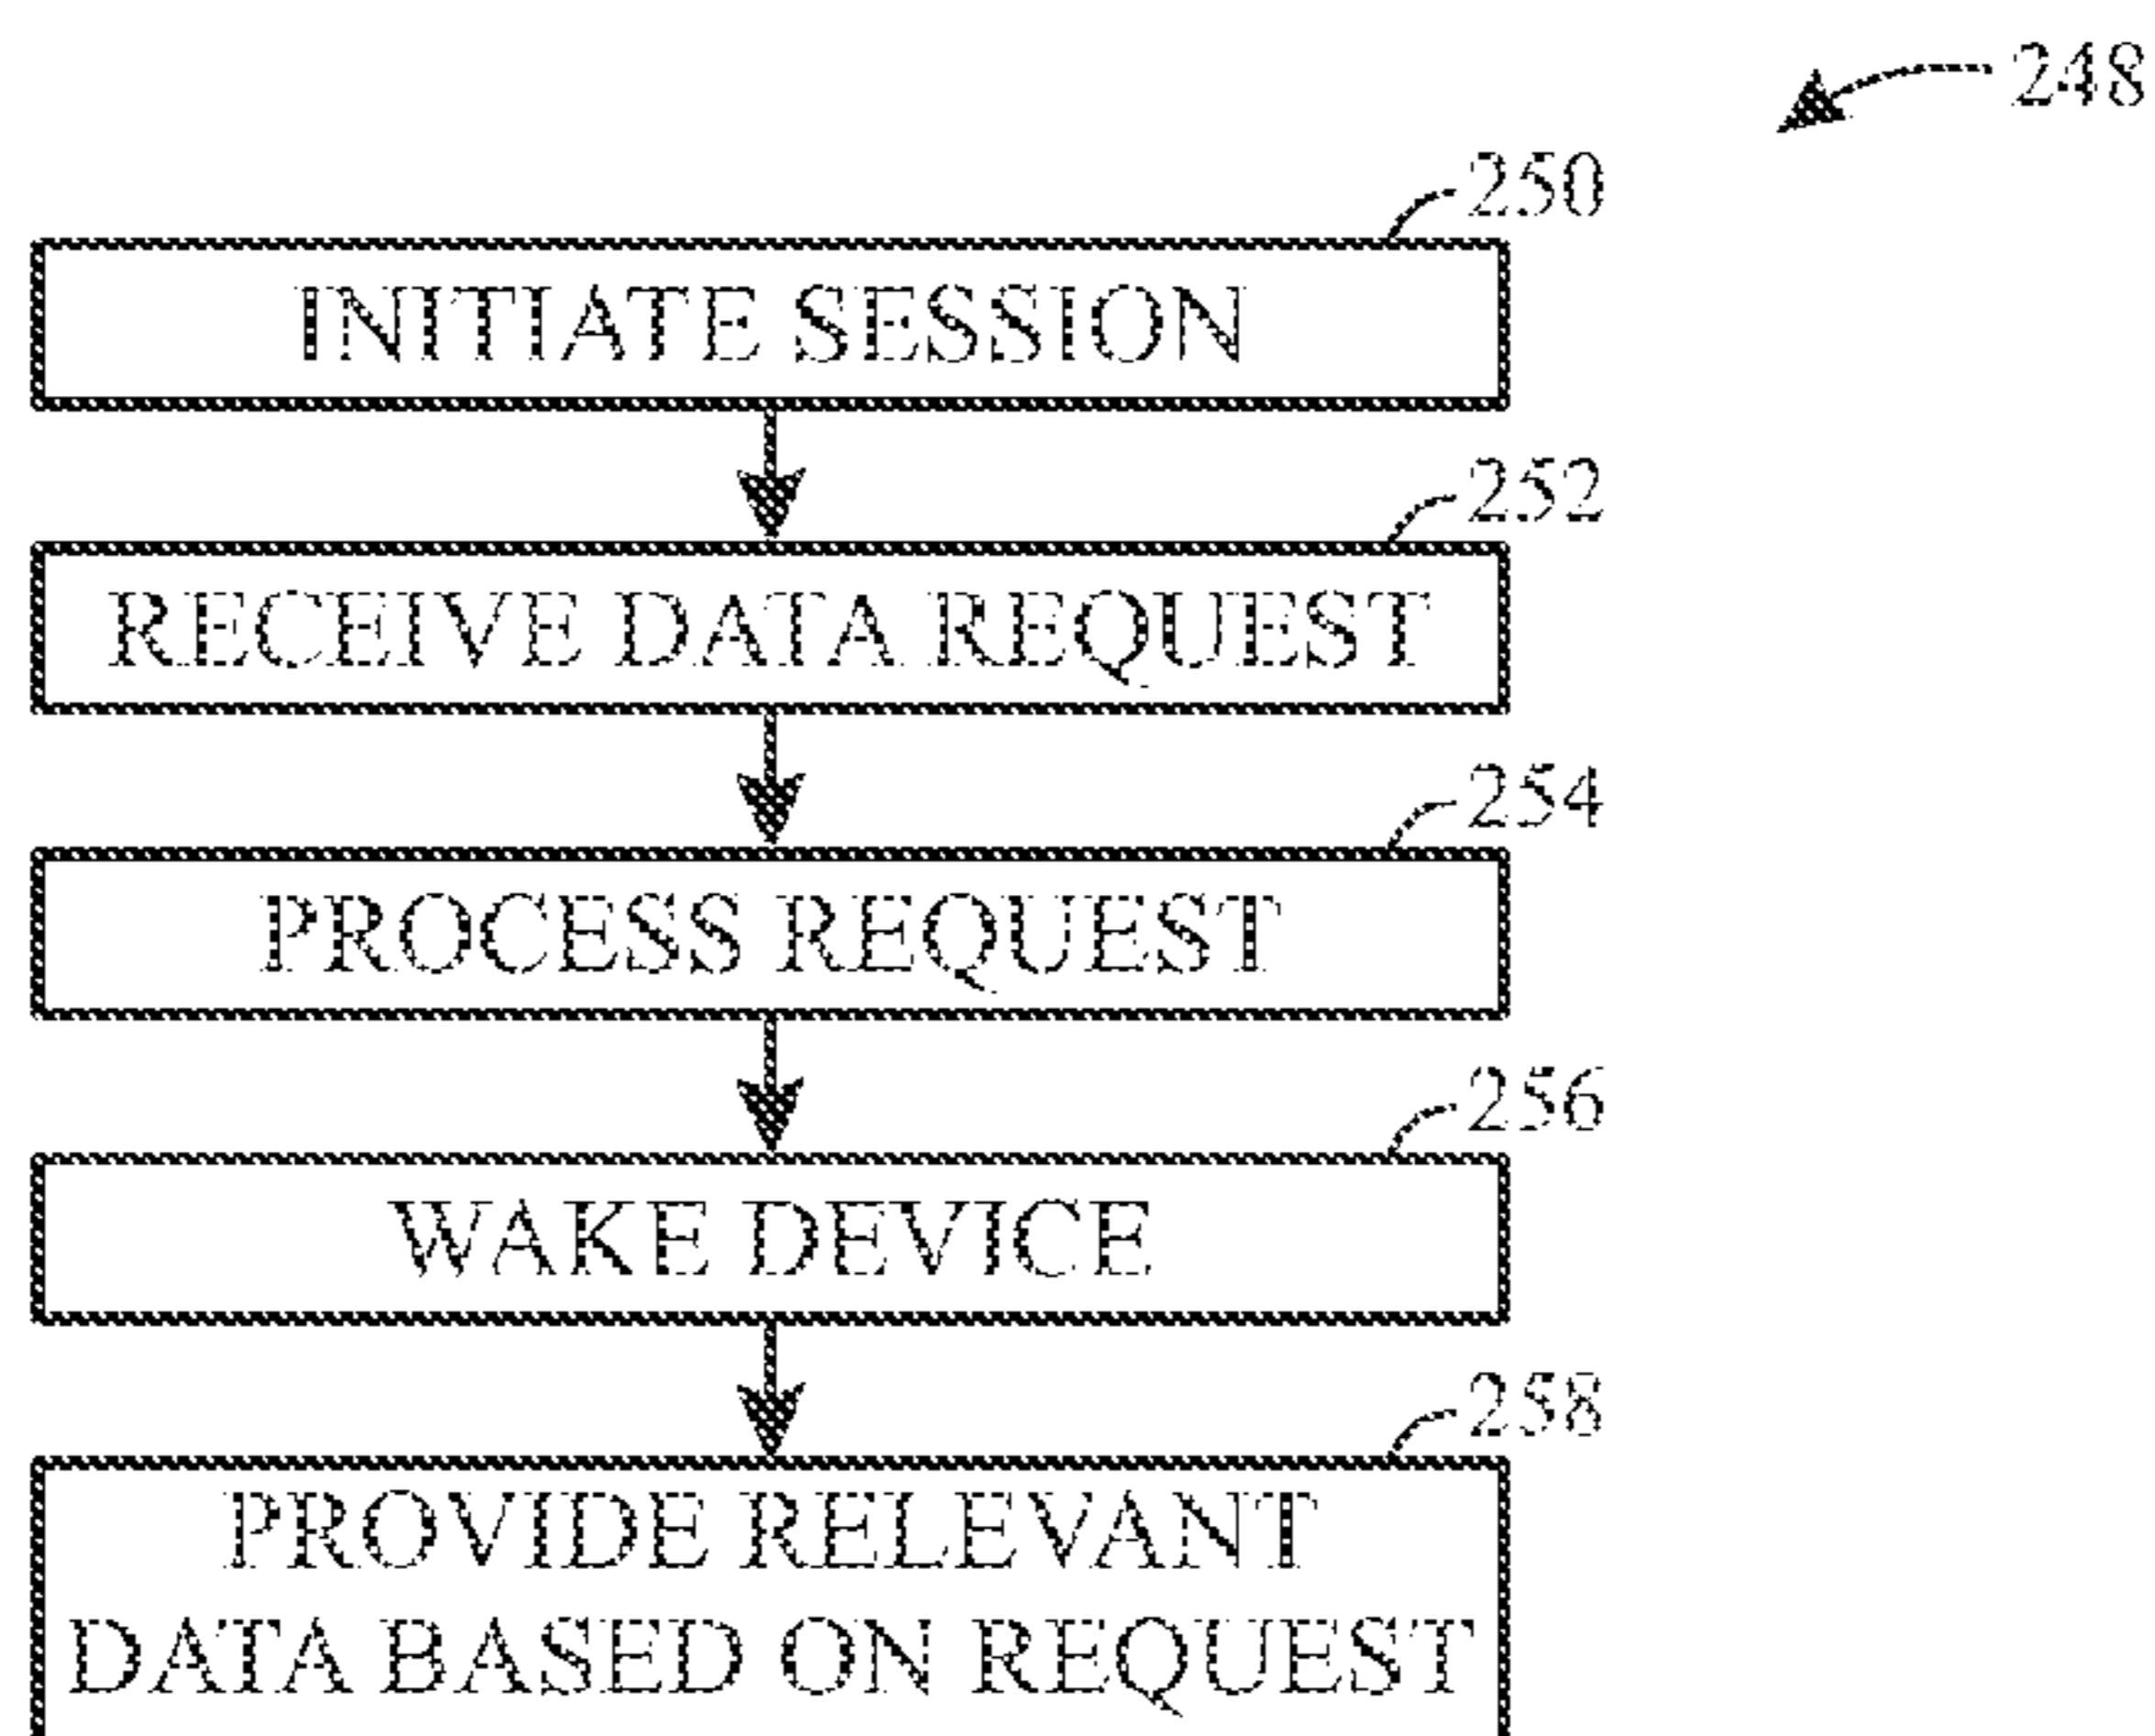 248
250
INITIATE SESSION
252
RECEIVE DATA REQUEST
254
PROCESS REQUEST
256
WAKE DEVICE
258
PROVIDE RELEVANT
DATA BASED ON REQUEST